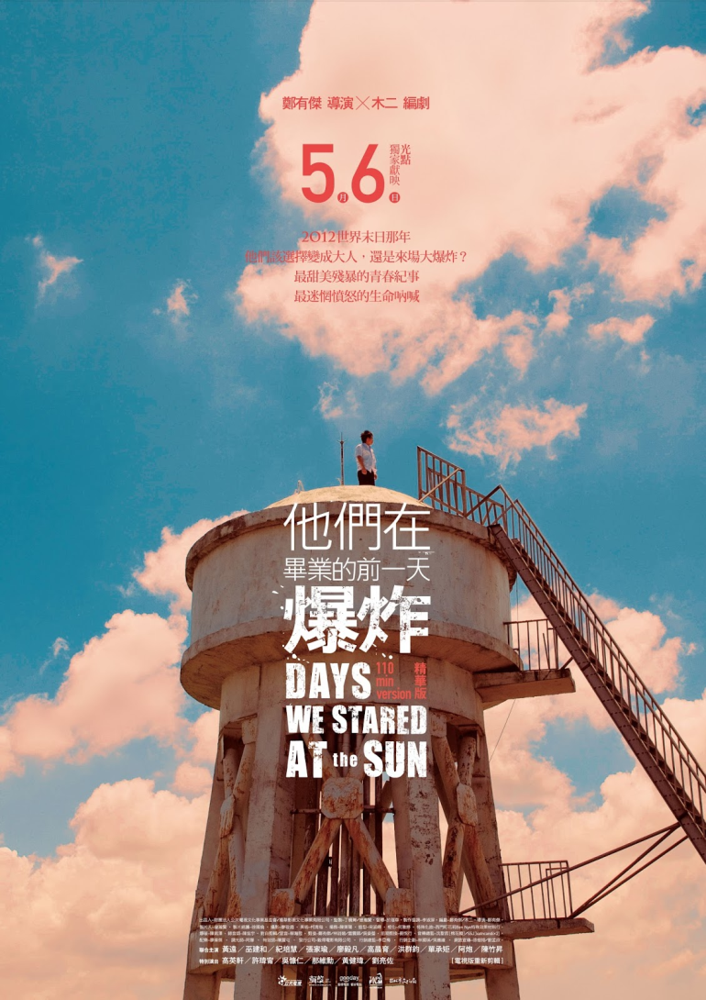 鄭有傑 導演╳木二 編劇
5月6日
光點
獨家獻映
2012世界末日那年
他們該選擇變成大人，還是來場大爆炸？
最甜美殘暴的青春紀事
最迷惘憤怒的生命吶喊
他們在
畢業的前一天
爆炸
DAYS
110
min
version
精華版
WE STARED
AT the SUN
聯合主演 黃遠／巫建和／紀培慧／張家瑜／廖毅凡／高晨育／洪群鈞／單承矩／阿炮／陳竹昇
特別演出 高英軒／許瑋甯／吳慷仁／那維勳／黃健瑋／劉亮佐
［電視版重新剪輯］